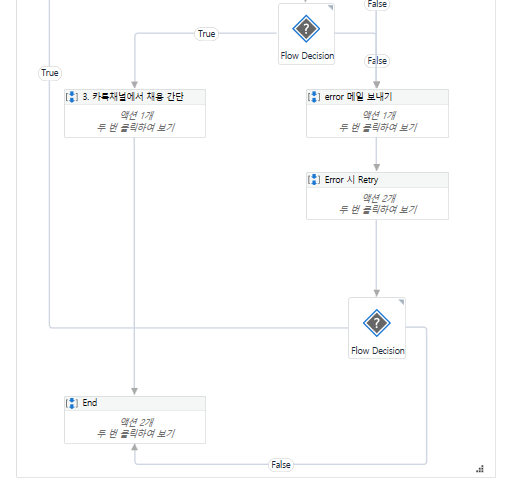 False
True
?
Flow Decision
False
True
3. 카톡채널에서 채용 간단
액션 1개
두 번 클릭하여 보기
error 메일 보내기
액션 1개
두 번 클릭하여 보기
Error 시 Retry
액션 2개
두 번 클릭하여 보기
?
Flow Decision
End
액션 2개
두 번 클릭하여 보기
False